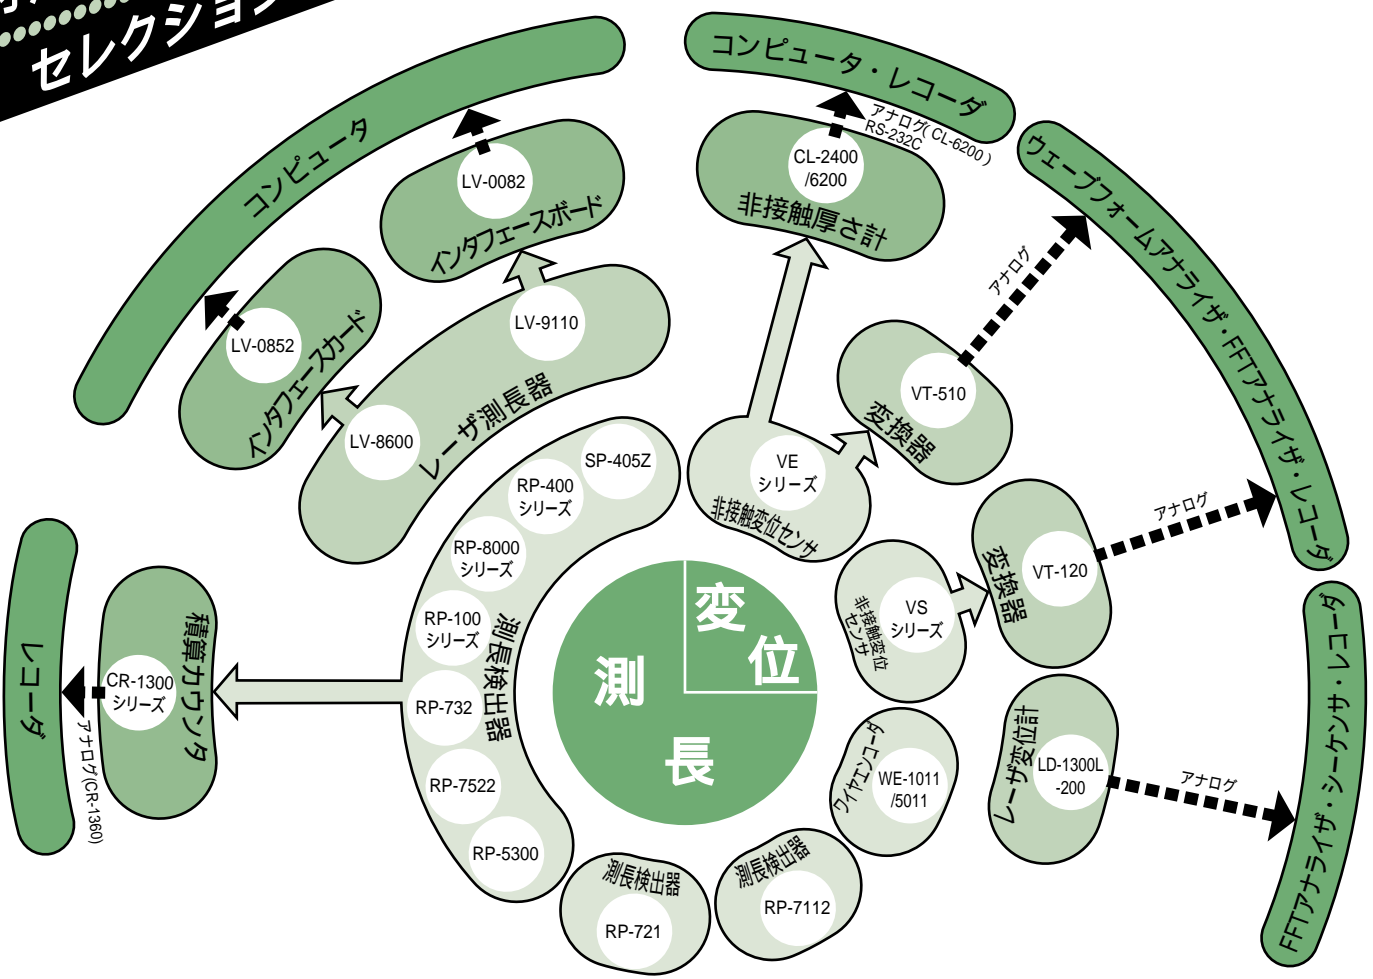 セレクション
コンピュータ
LV-0082
インタフェースボード
LV-0852
インタフェースカード
LV-9110
LV-8600
レーザ測長器
コンピュータ・レコーダ
アナログ(CL-6200)
RS-232C
CL-2400
/6200
非接触厚さ計
ウェーブフォームアナライザ・FFTアナライザ・レコーダ
アナログ
VT-510
変換器
VE
シリーズ
非接触変位センサ
アナログ
VT-120
変換器
VS
シリーズ
非接触変位
センサ
FFTアナライザ・シーケンサ・レコーダ
アナログ
レーザ変位計
LD-1300L
-200
ワイヤエンコーダ
WE-1011
/5011
測長検出器
RP-7112
測長検出器
RP-721
SP-405Z
RP-400
シリーズ
RP-8000
シリーズ
RP-100
シリーズ
RP-732
RP-7522
RP-5300
測長検出器
積算カウンタ
CR-1300
シリーズ
アナログ(CR-1360)
レコーダ
変位
測長